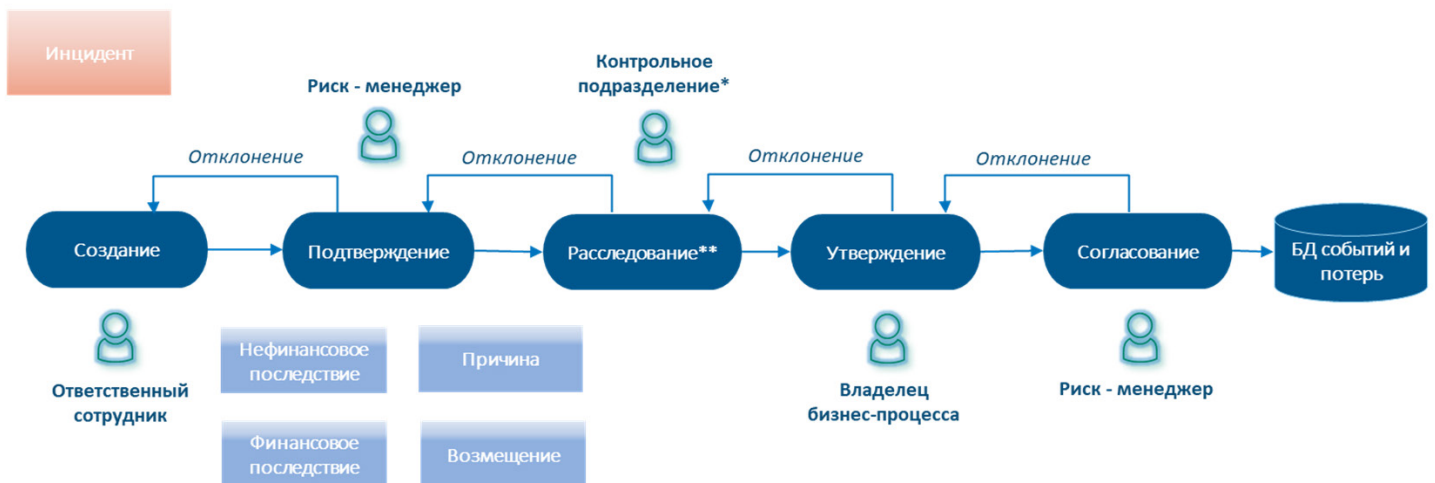 Инцидент
Риск - менеджер
Контрольное
подразделение*
Отклонение
Отклонение
Отклонение
Отклонение
Создание
Подтверждение
Расследование**
Утверждение
Согласование
БД событий и
потерь
Ответственный
сотрудник
Нефинансовое
последствие
Причина
Владелец
бизнес-процесса
Риск - менеджер
Финансовое
последствие
Возмещение